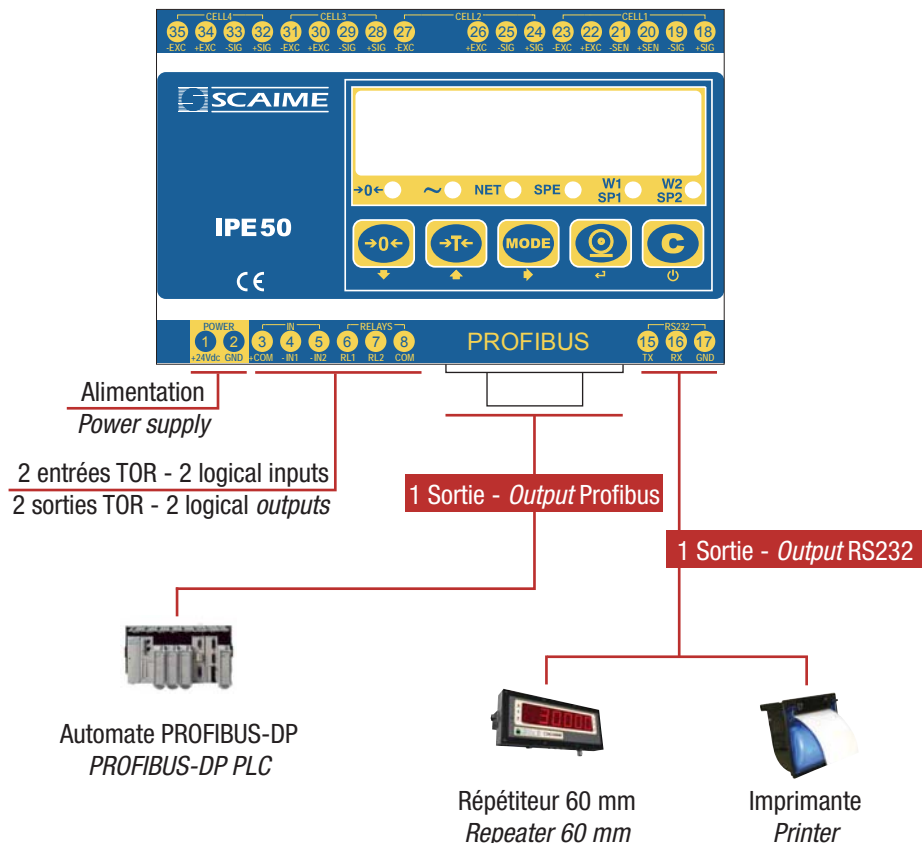 CELL4 CELL3 CELL2 CELL1
35 34 33 32 31 30 29 28 27 26 25 24 23 22 21 20 19 18
-EXC +EXC -SIG +SIG -EXC +EXC -SIG +SIG -EXC +EXC -SIG +SIG -EXC +EXC -SEN +SEN -SIG +SIG
S SCAIME
→0← ~ NET SPE W1 W2
SP1 SP2
IPE50
→0← →T← MODE C
CE
POWER IN RELAYS PROFIBUS RS232
1 2 3 4 5 6 7 8 15 16 17
+24Vdc GND +COM -IN1 -IN2 RL1 RL2 COM TX RX GND
Alimentation
Power supply
2 entrées TOR - 2 logical inputs
2 sorties TOR - 2 logical outputs
1 Sortie - Output Profibus
1 Sortie - Output RS232
Automate PROFIBUS-DP
PROFIBUS-DP PLC
Répétiteur 60 mm
Repeater 60 mm
Imprimante
Printer